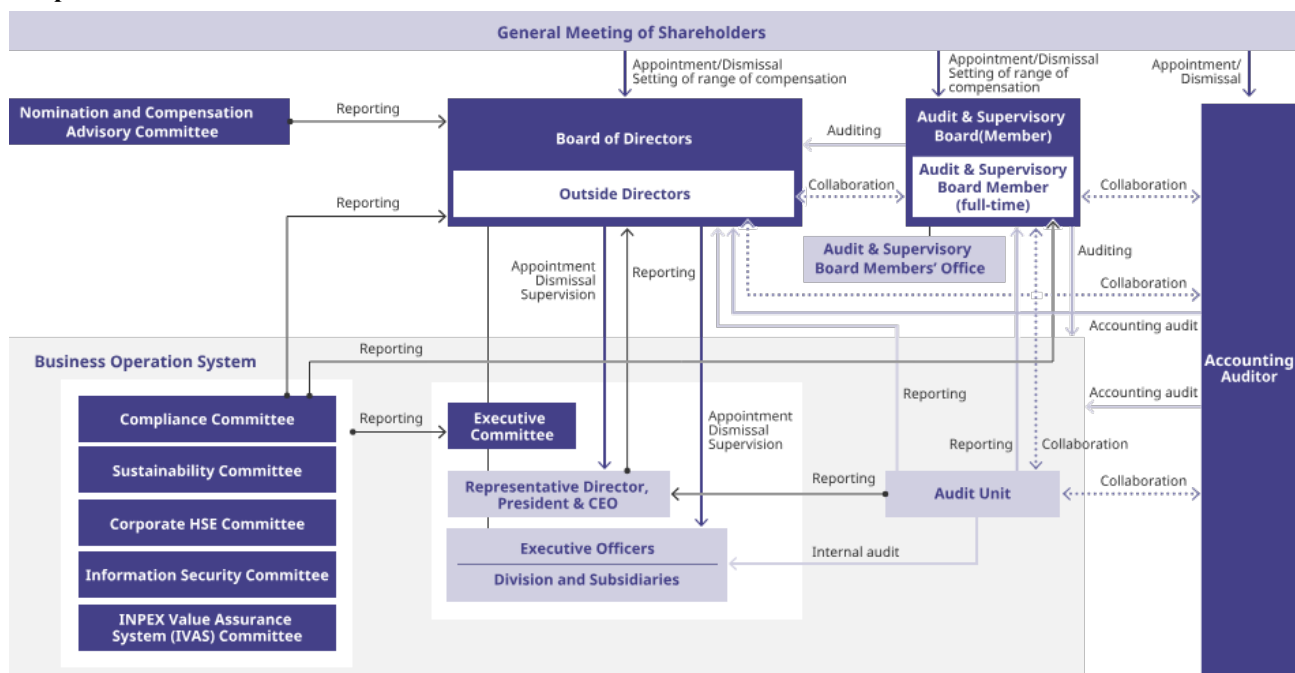 General Meeting of Shareholders
Appointment/Dismissal
Setting of range of compensation
Appointment/Dismissal
Setting of range of
compensation
Appointment/
Dismissal
Nomination and Compensation
Advisory Committee
Reporting
Board of Directors
Outside Directors
Auditing
Collaboration
Audit & Supervisory
Board(Member)
Audit & Supervisory
Board Member
(full-time)
Collaboration
Reporting
Audit & Supervisory
Board Members' Office
Appointment
Dismissal
Supervision
Reporting
Auditing
Collaboration
Accounting audit
Accounting
Auditor
Business Operation System
Reporting
Compliance Committee
Sustainability Committee
Corporate HSE Committee
Information Security Committee
INPEX Value Assurance
System (IVAS) Committee
Reporting
Executive
Committee
Appointment
Dismissal
Supervision
Reporting
Accounting audit
Reporting
Collaboration
Representative Director,
President & CEO
Reporting
Audit Unit
Collaboration
Executive Officers
Division and Subsidiaries
Internal audit